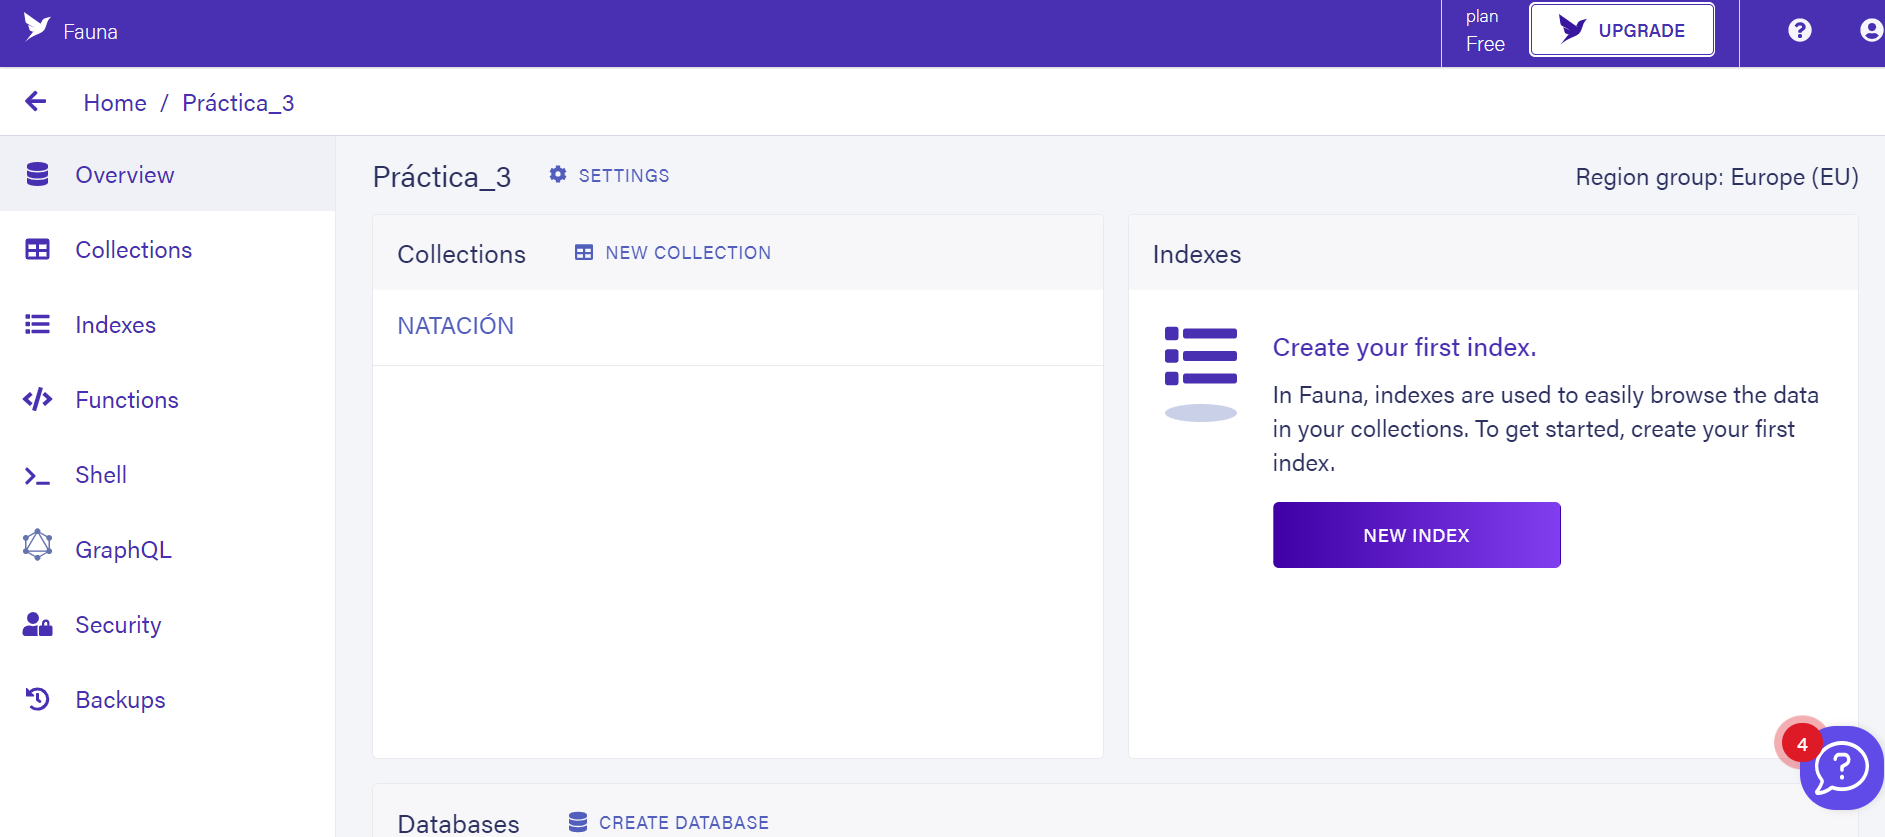 Fauna
plan
Free
UPGRADE
Home / Práctica_3
Overview
Collections
Indexes
Functions
Shell
GraphQL
Security
Backups
Práctica_3
SETTINGS
Region group: Europe (EU)
Collections
NEW COLLECTION
NATACIÓN
Indexes
Create your first index.
In Fauna, indexes are used to easily browse the data
in your collections. To get started, create your first
index.
NEW INDEX
4
Databases
CREATE DATABASE